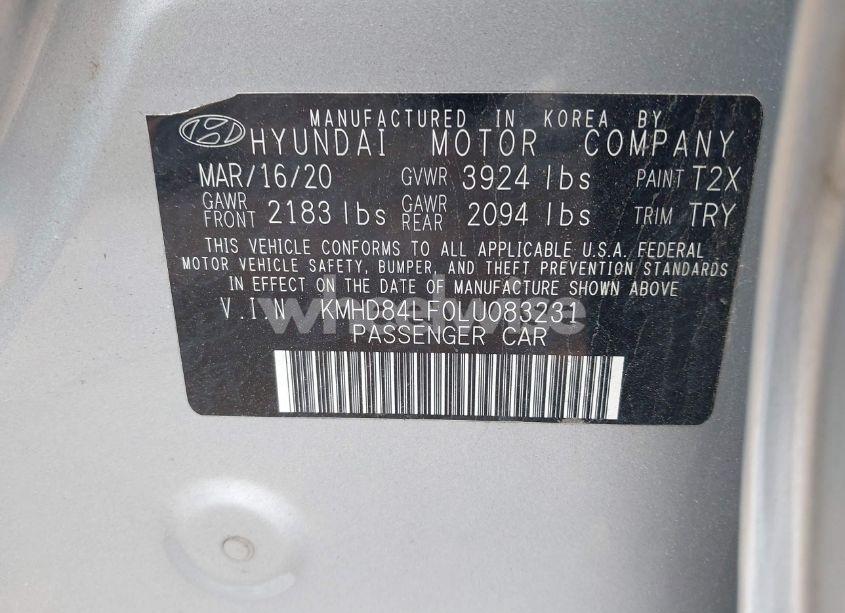 MANUFACTURED IN KOREA BY
HYUNDAI MOTOR COMPANY
MAR/16/20 GVWR 3924 lbs PAINT T2X
GAWR FRONT 2183 lbs GAWR REAR 2094 lbs TRIM TRY
THIS VEHICLE CONFORMS TO ALL APPLICABLE U.S.A. FEDERAL
MOTOR VEHICLE SAFETY, BUMPER, AND THEFT PREVENTION STANDARDS
IN EFFECT ON THE DATE OF MANUFACTURE SHOWN ABOVE
V.I.N KMHD84LF0LU083231
PASSENGER CAR